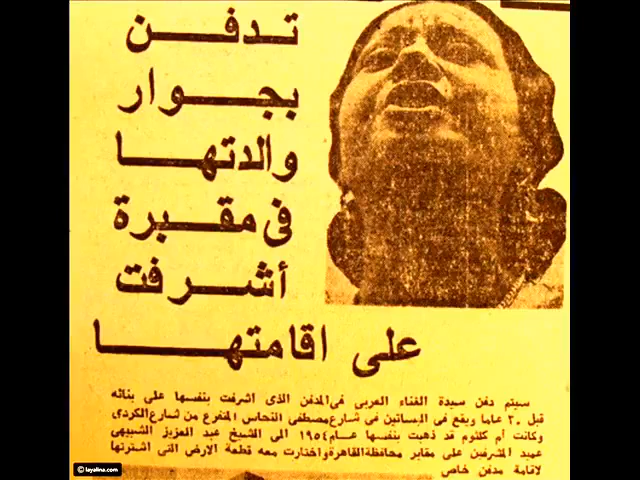 تدفن
بجوار
والدتها
فى مقبرة
أشرفت
على اقامتها
سيتم دفن سيدة الغناء العربى فى المدفن الذى اشرفت بنفسها على بنائه
قبل ٣٠ عاما ويقع فى البساتين فى شارع مصطفى النحاس المتفرع من شارع الكردى
وكانت أم كلثوم قد ذهبت بنفسها عام ١٩٥٤ الى الشيخ عبد العزيز الشبيهى
عميد المشرفين على مقابر محافظة القاهرة واختارت معه قطعة الارض التى اشترتها
لاقامة مدفن خاص
layalina.com